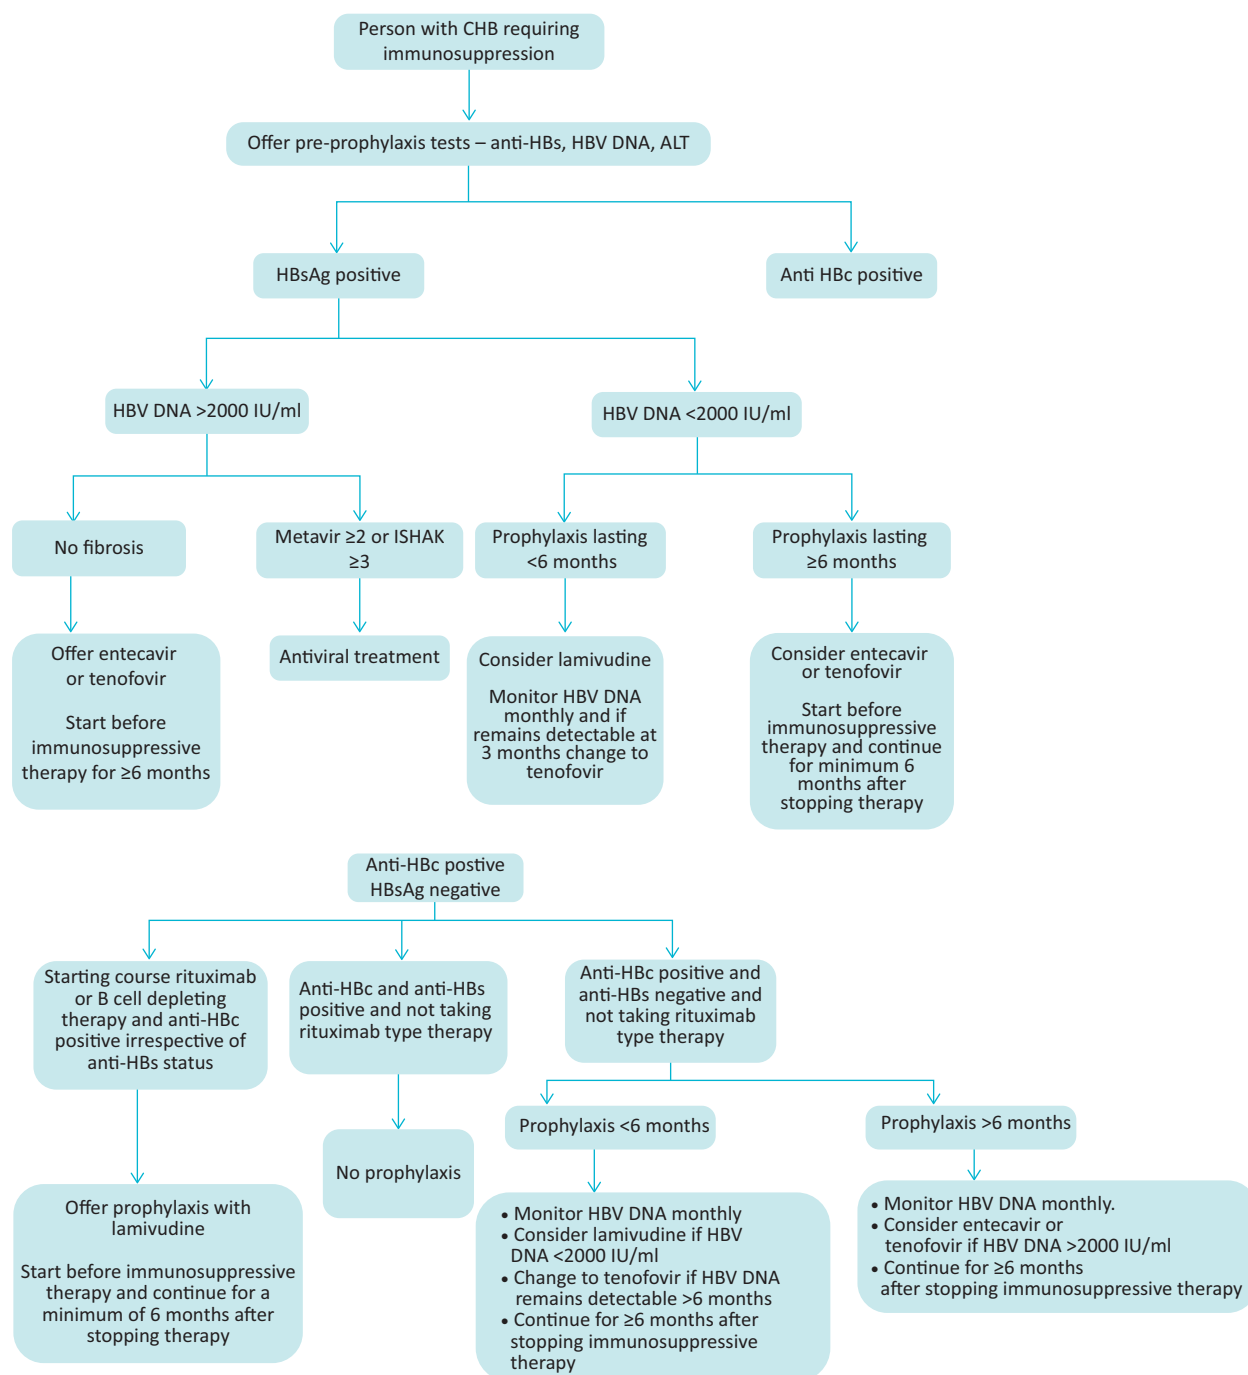 Person with CHB requiring
immunosuppression
Offer pre-prophylaxis tests – anti-HBs, HBV DNA, ALT
HBsAg positive
Anti HBc positive
HBV DNA >2000 IU/ml
HBV DNA <2000 IU/ml
No fibrosis
Metavir ≥2 or ISHAK
≥3
Prophylaxis lasting
<6 months
Prophylaxis lasting
≥6 months
Offer entecavir
or tenofovir
Start before
immunosuppressive
therapy for ≥6 months
Antiviral treatment
Consider lamivudine
Monitor HBV DNA
monthly and if
remains detectable at
3 months change to
tenofovir
Consider entecavir
or tenofovir
Start before
immunosuppressive
therapy and continue
for minimum 6
months after
stopping therapy
Anti-HBc postive
HBsAg negative
Starting course rituximab
or B cell depleting
therapy and anti-HBc
positive irrespective of
anti-HBs status
Anti-HBc and anti-HBs
positive and not taking
rituximab type therapy
Anti-HBc positive and
anti-HBs negative and
not taking rituximab
type therapy
Prophylaxis <6 months
Prophylaxis >6 months
Offer prophylaxis with
lamivudine
Start before immunosuppressive
therapy and continue for a
minimum of 6 months after
stopping therapy
No prophylaxis
• Monitor HBV DNA monthly
• Consider lamivudine if HBV
DNA <2000 IU/ml
• Change to tenofovir if HBV DNA
remains detectable >6 months
• Continue for ≥6 months after
stopping immunosuppressive
therapy
• Monitor HBV DNA monthly.
• Consider entecavir or
tenofovir if HBV DNA >2000 IU/ml
• Continue for ≥6 months
after stopping immunosuppressive therapy